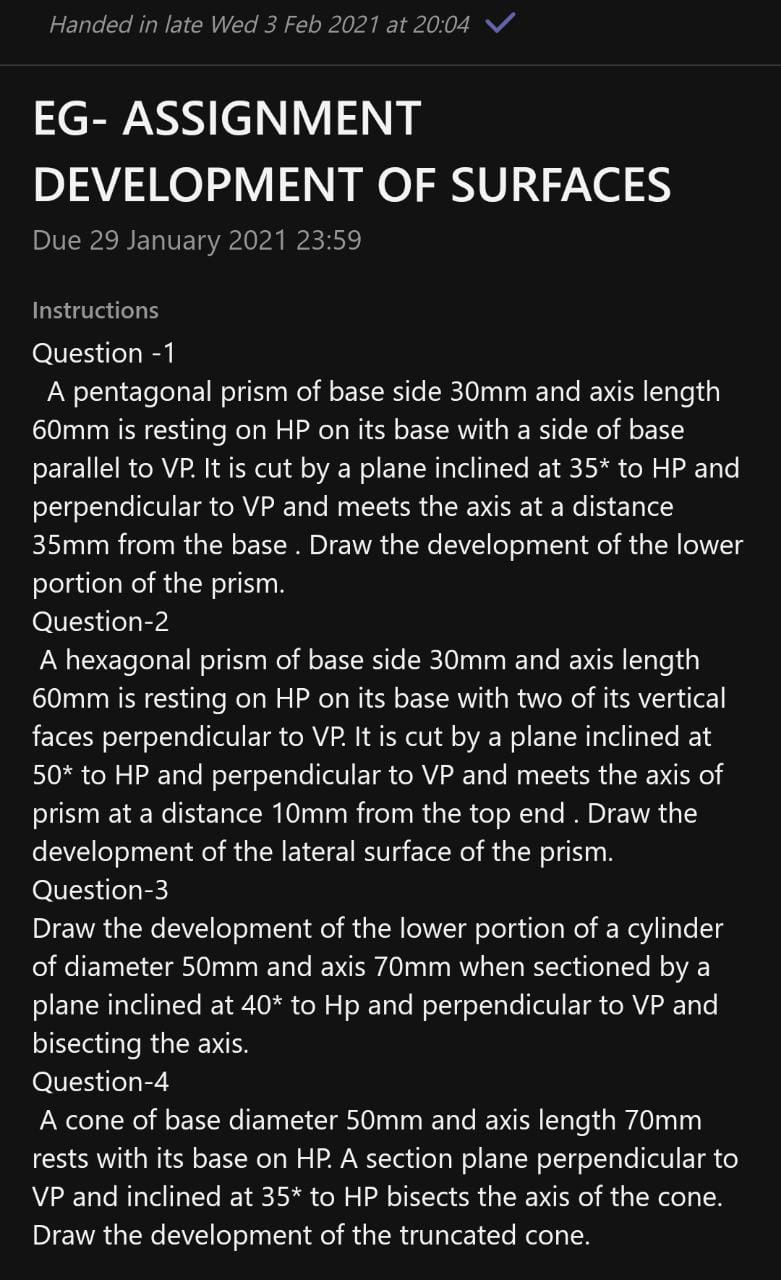 Handed in late Wed 3 Feb 2021 at 20:04
EG- ASSIGNMENT
DEVELOPMENT OF SURFACES
Due 29 January 2021 23:59
Instructions
Question -1
A pentagonal prism of base side 30mm and axis length
60mm is resting on HP on its base with a side of base
parallel to VP. It is cut by a plane inclined at 35* to HP and
perpendicular to VP and meets the axis at a distance
35mm from the base . Draw the development of the lower
portion of the prism.
Question-2
A hexagonal prism of base side 30mm and axis length
60mm is resting on HP on its base with two of its vertical
faces perpendicular to VP. It is cut by a plane inclined at
50* to HP and perpendicular to VP and meets the axis of
prism at a distance 10mm from the top end . Draw the
development of the lateral surface of the prism.
Question-3
Draw the development of the lower portion of a cylinder
of diameter 50mm and axis 70mm when sectioned by a
plane inclined at 40* to Hp and perpendicular to VP and
bisecting the axis.
Question-4
A cone of base diameter 50mm and axis length 70mm
rests with its base on HP. A section plane perpendicular to
VP and inclined at 35* to HP bisects the axis of the cone.
Draw the development of the truncated cone.